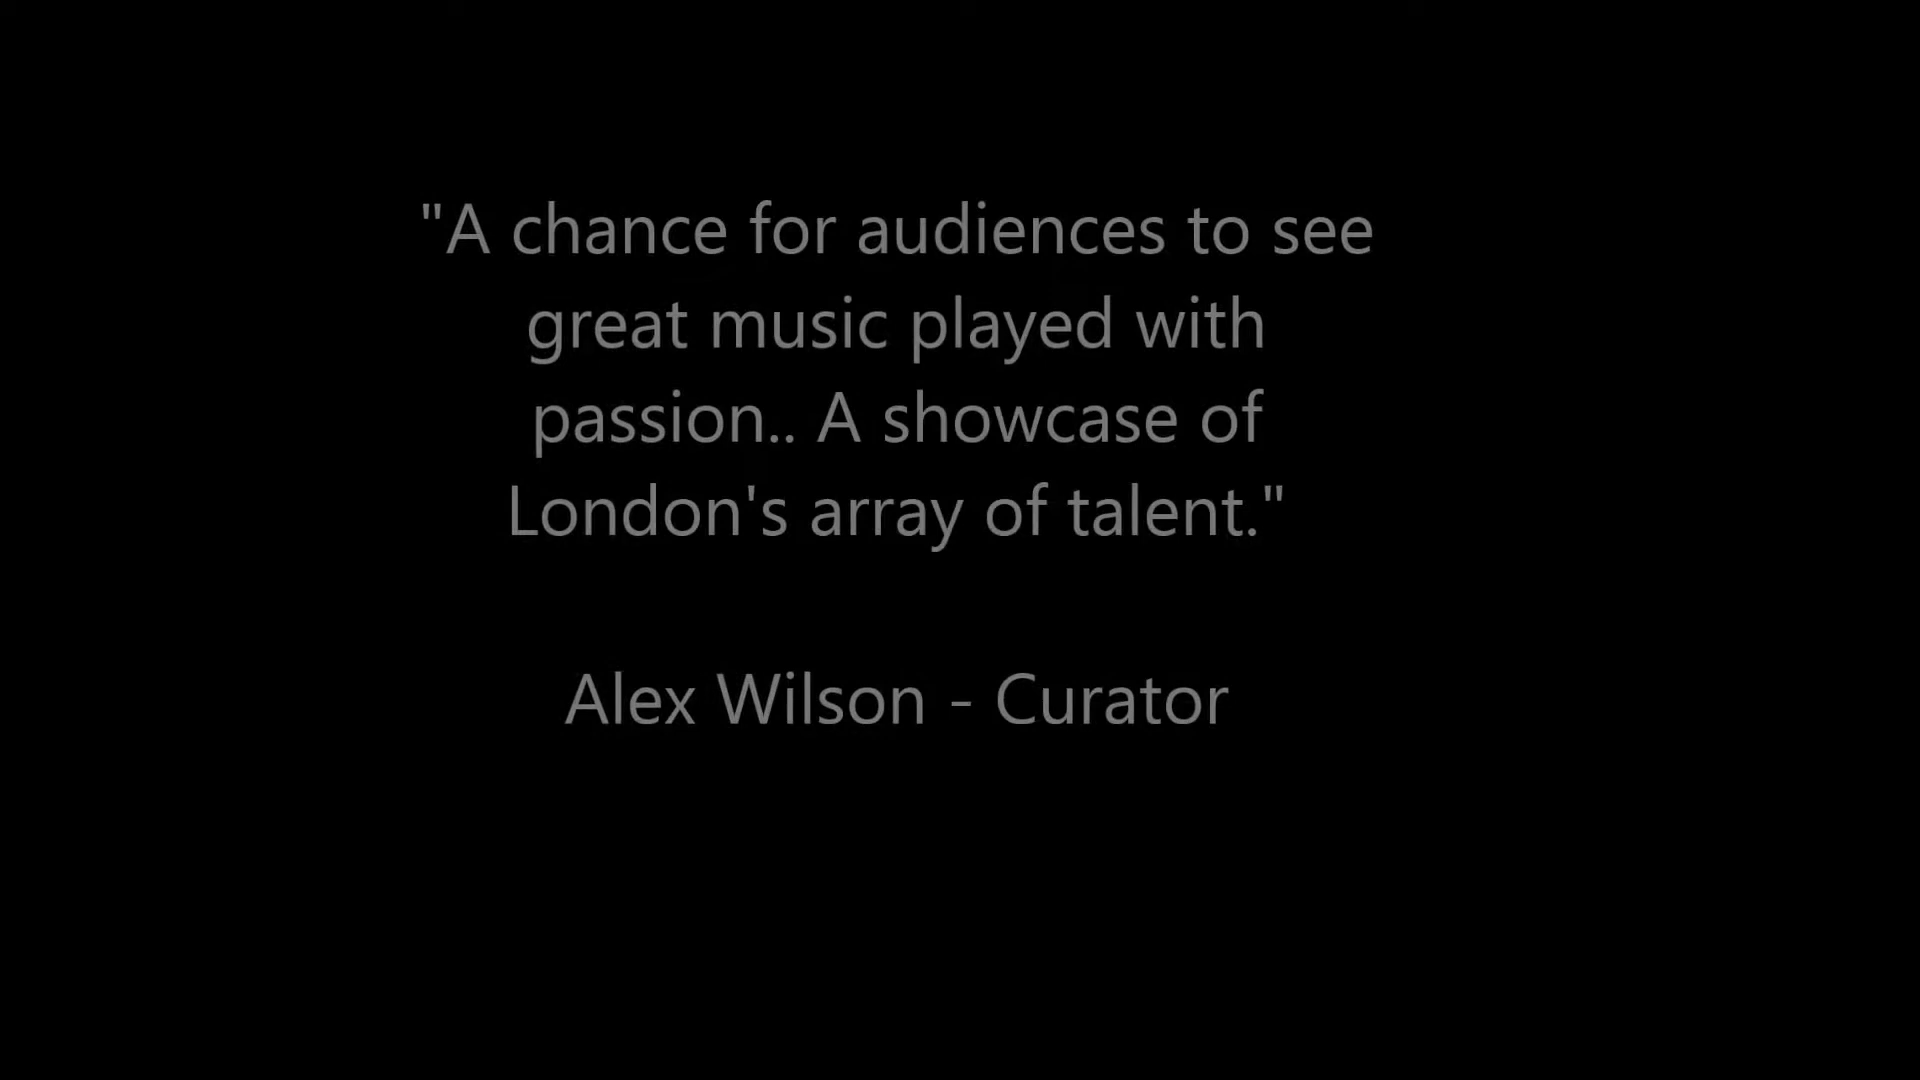 "A chance for audiences to see
great music played with
passion.. A showcase of
London's array of talent."
Alex Wilson - Curator